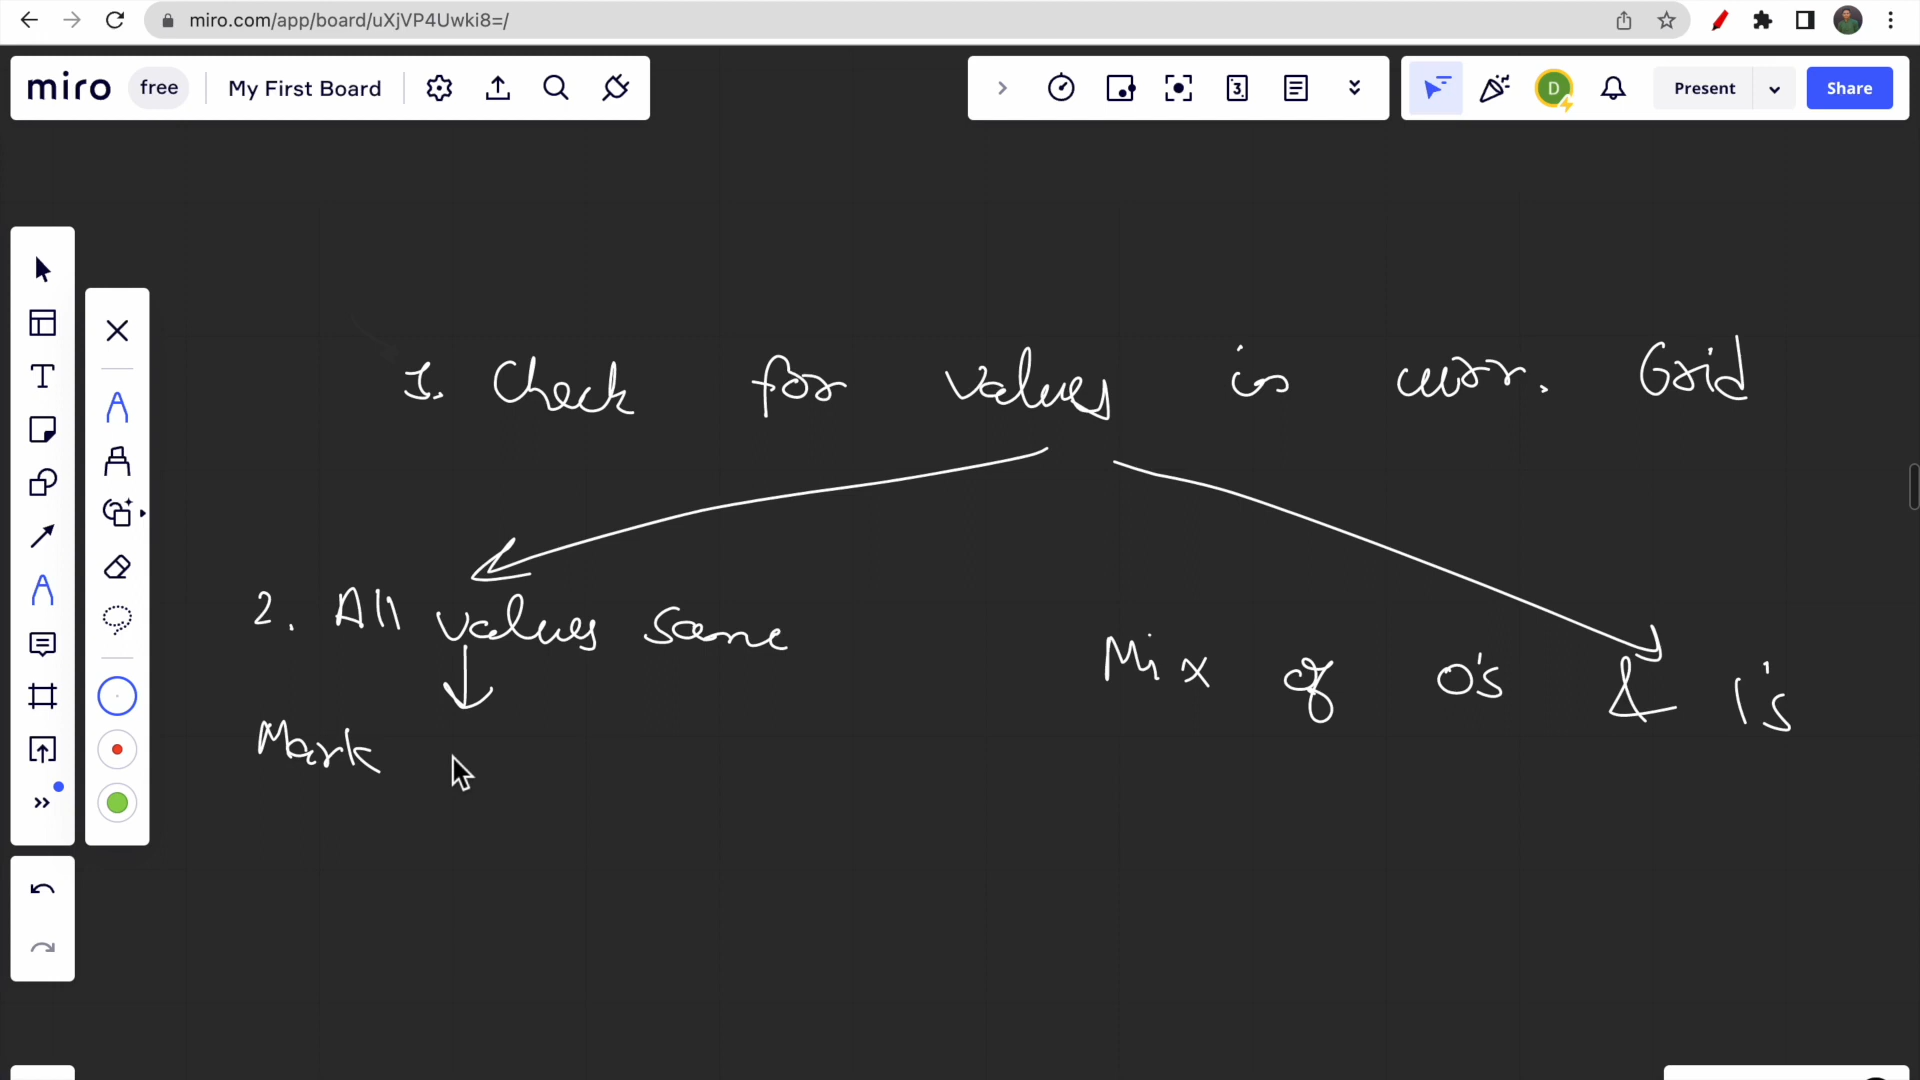 miro.com/app/board/uXjVP4Uwki8=/
miro free My First Board
3
D
Present
Share
1. Check for values in curr. Grid
2. All values same
Mix of 0's & 1's
Mark